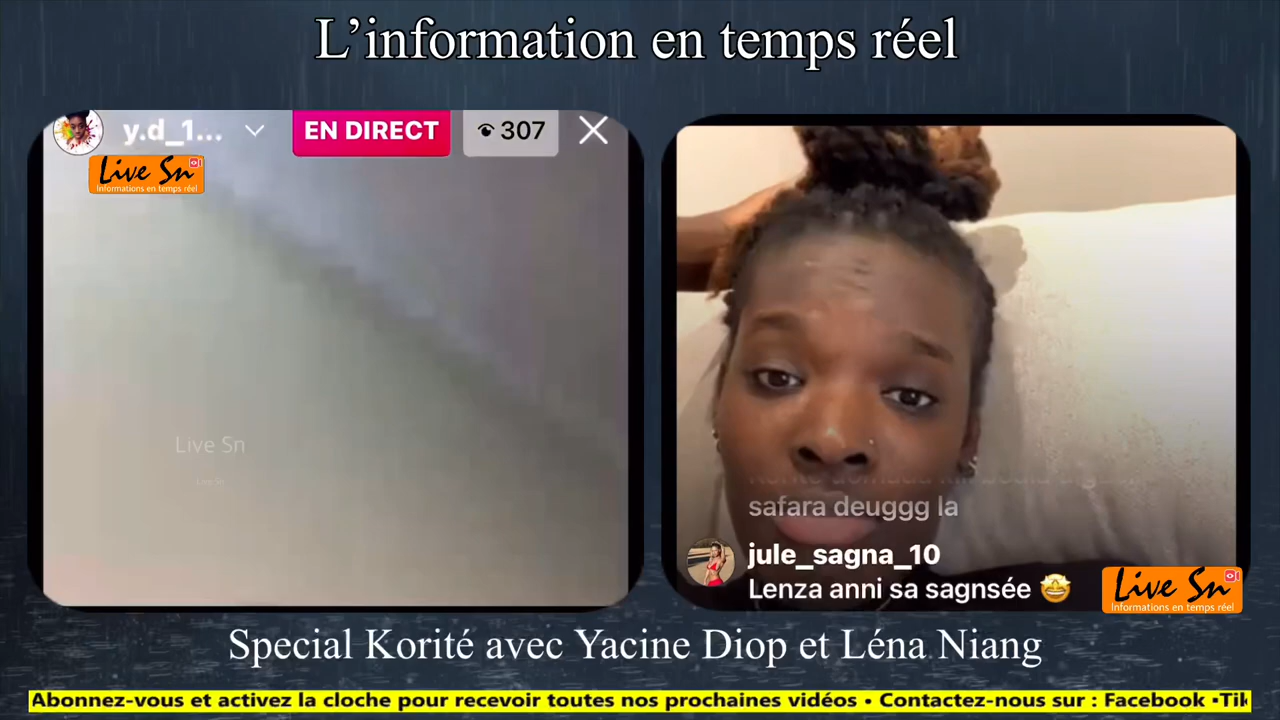 L'information en temps réel
y.d_1...
EN DIRECT
307
Live Sn
Informations en temps réel
Live Sn
safara deuggg la
jule_sagna_10
Lenza anni sa sagnsée 🤩
Live Sn
Informations en temps réel
Special Korité avec Yacine Diop et Léna Niang
Abonnez-vous et activez la cloche pour recevoir toutes nos prochaines vidéos • Contactez-nous sur : Facebook •Tik